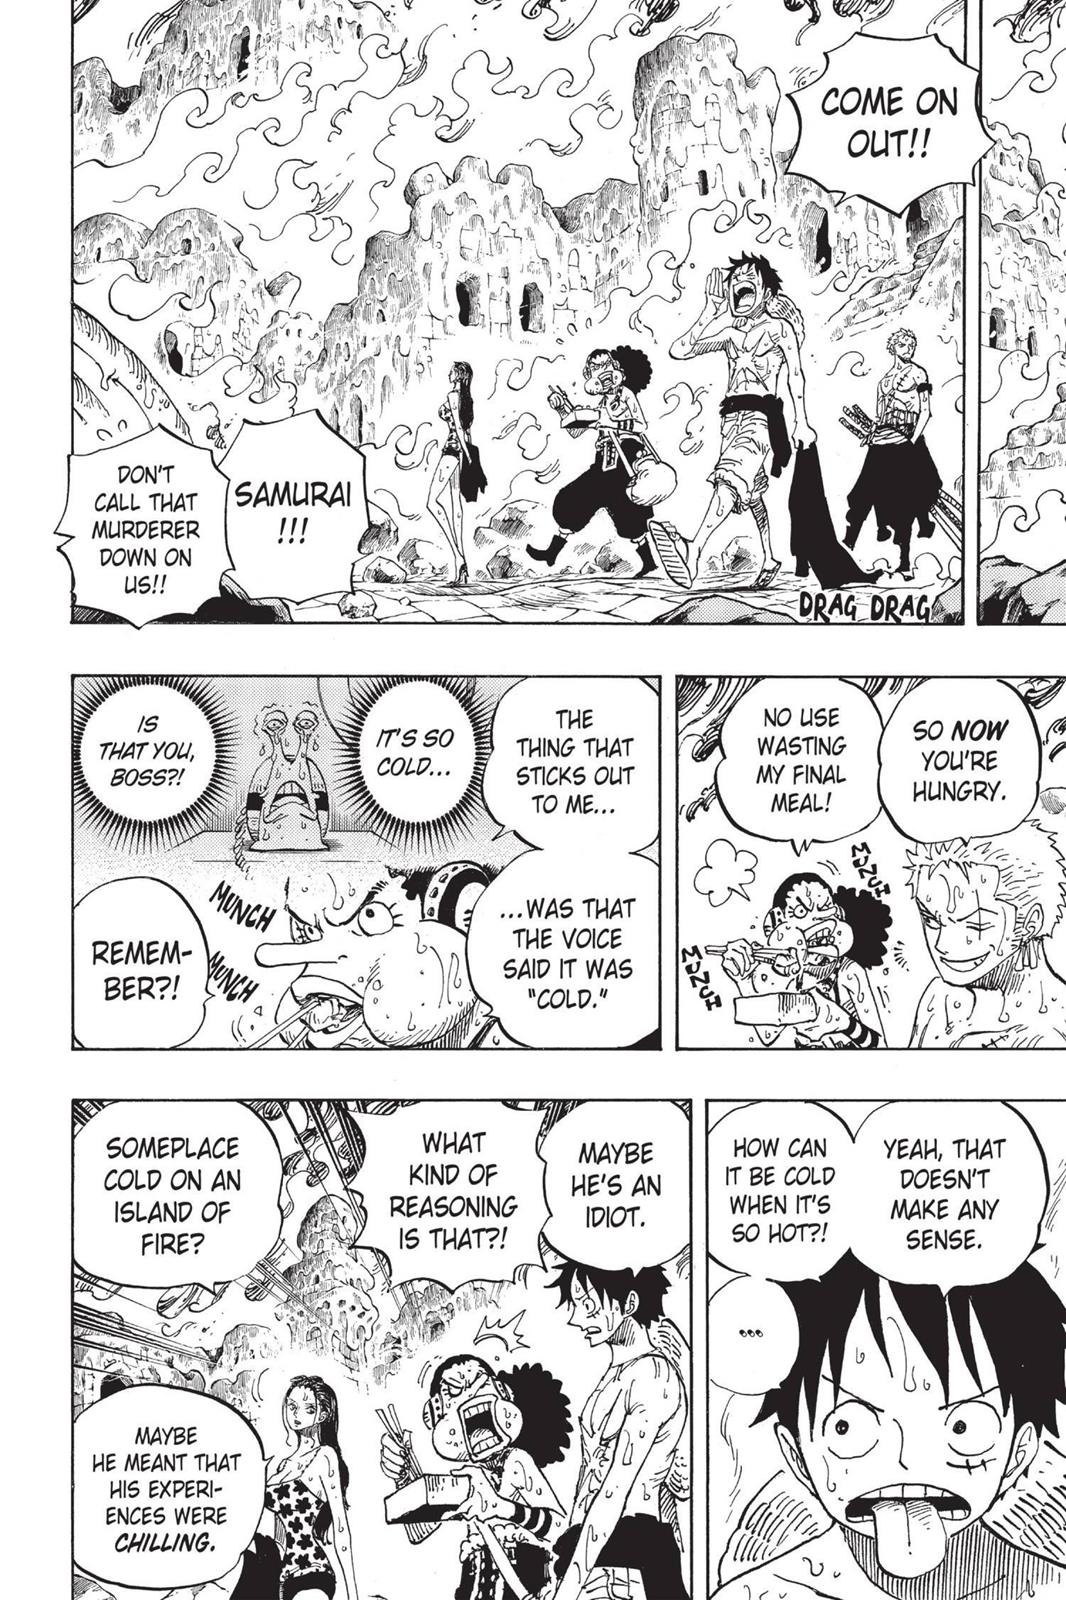 COME ON
OUT!!
SAMURAI
!!!
DON'T
CALL THAT
MURDERER
DOWN ON
US!!
DRAG DRAG
SO NOW
YOU'RE
HUNGRY.
NO USE
WASTING
MY FINAL
MEAL!
MUNCH
MUNCH
THE
THING THAT
STICKS OUT
TO ME...
...WAS THAT
THE VOICE
SAID IT WAS
"COLD."
IT'S SO
COLD...
IS
THAT YOU,
BOSS?!
MUNCH
MUNCH
REMEM-
BER?!
YEAH, THAT
DOESN'T
MAKE ANY
SENSE.
HOW CAN
IT BE COLD
WHEN IT'S
SO HOT?!
...
MAYBE
HE'S AN
IDIOT.
WHAT
KIND OF
REASONING
IS THAT?!
SOMEPLACE
COLD ON AN
ISLAND OF
FIRE?
MAYBE
HE MEANT THAT
HIS EXPERI-
ENCES WERE
CHILLING.